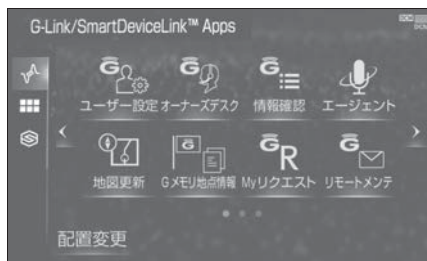 G-Link/SmartDeviceLink™ Apps
DCM
ユーザー設定 オーナーズデスク 情報確認 エージェント
地図更新 Gメモリ地点情報 Myリクエスト リモートメンテ
配置変更